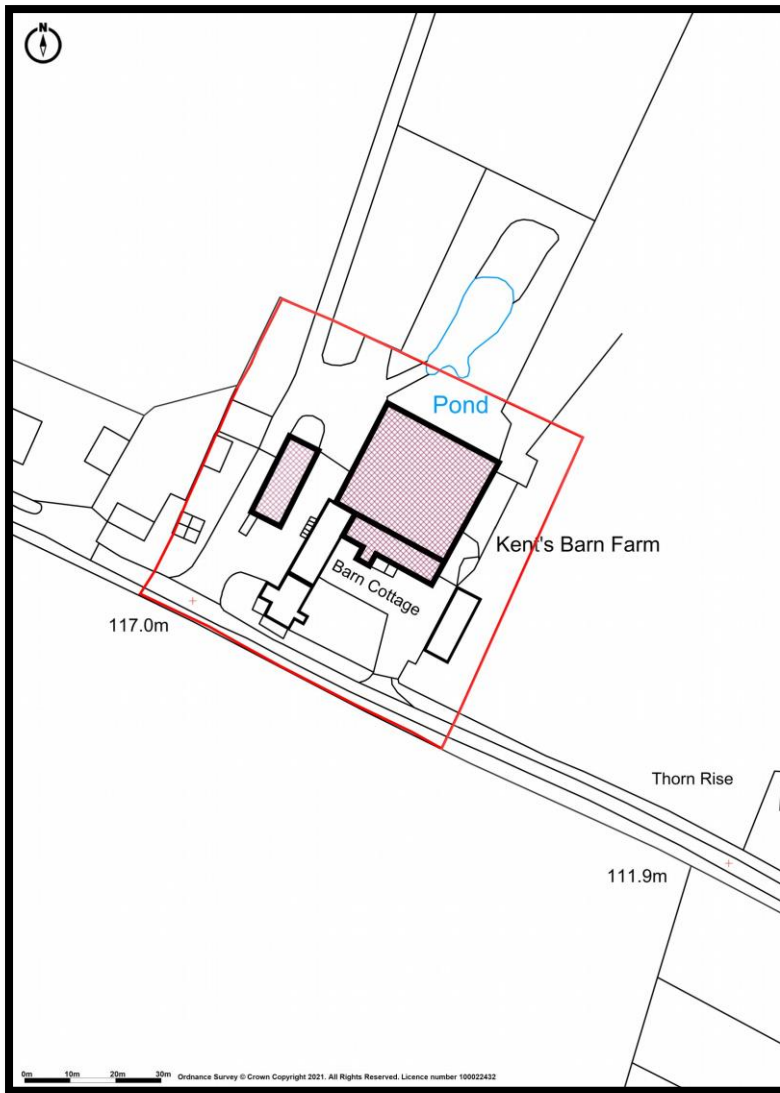 N
Pond
Kent's Barn Farm
Barn Cottage
117.0m
Thorn Rise
111.9m
0m 10m 20m 30m Ordnance Survey © Crown Copyright 2021. All Rights Reserved. Licence number 100022432